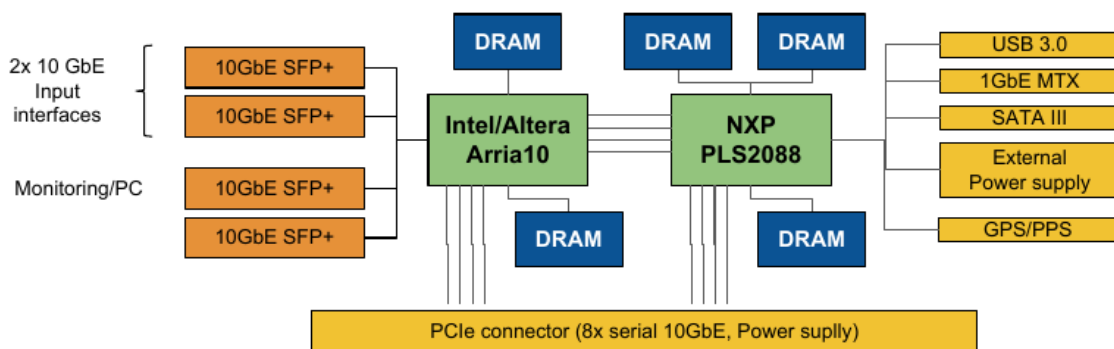 2x 10 GbE
Input
interfaces
Monitoring/PC
10GbE SFP+
10GbE SFP+
10GbE SFP+
10GbE SFP+
DRAM
Intel/Altera
Arria10
DRAM
DRAM
DRAM
NXP
PLS2088
DRAM
USB 3.0
1GbE MTX
SATA III
External
Power supply
GPS/PPS
PCIe connector (8x serial 10GbE, Power suplly)